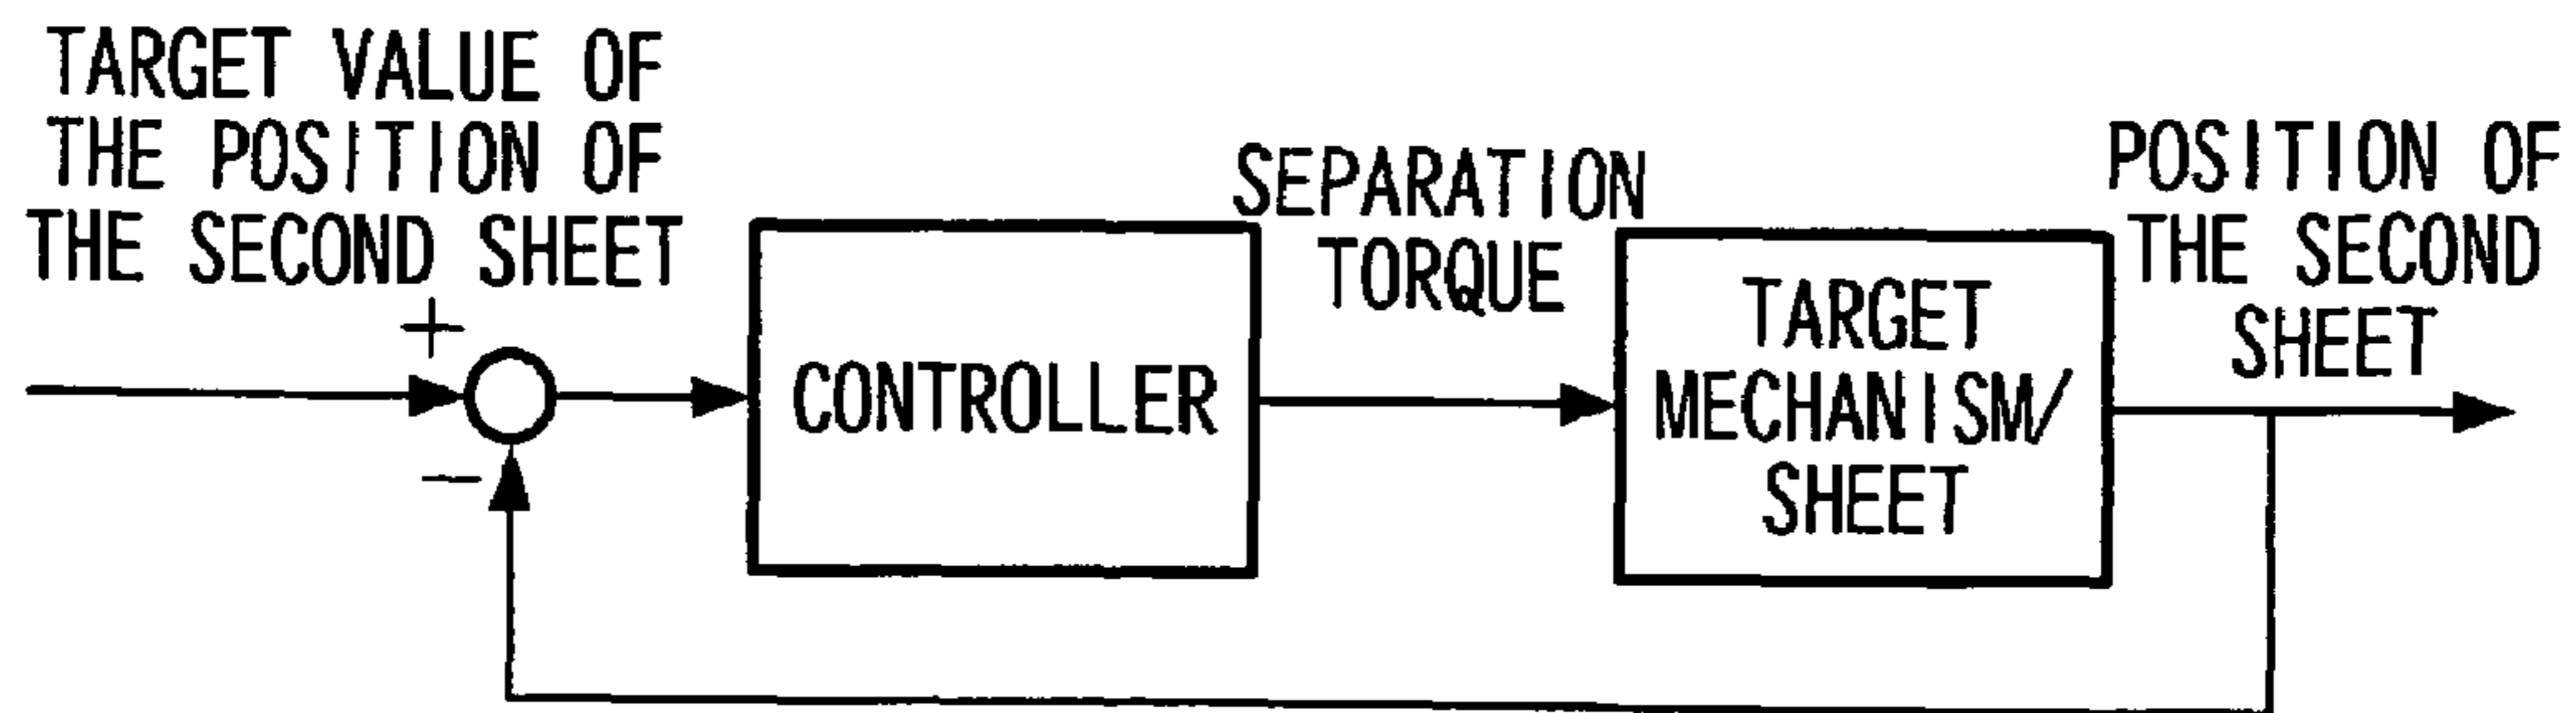 TARGET VALUE OF
THE POSITION OF
THE SECOND SHEET
+
−
CONTROLLER
SEPARATION
TORQUE
TARGET
MECHANISM/
SHEET
POSITION OF
THE SECOND
SHEET